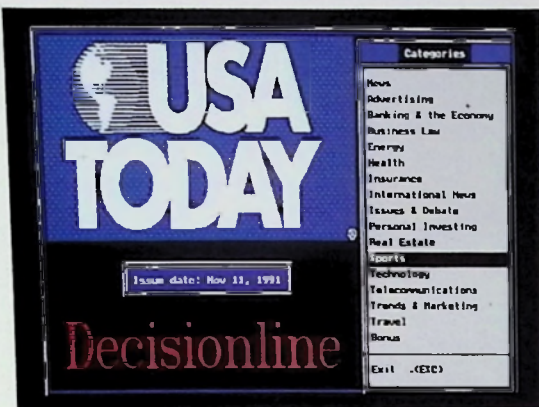 USA
TODAY
Issue date: Nov 13, 1991
Decisionline
Categories
News
Advertising
Banking & the Economy
Business Law
Energy
Health
Insurance
International News
Issues & Debate
Personal Investing
Real Estate
Sports
Technology
Telecommunications
Trends & Marketing
Travel
Bonus
Exit .(ESC)